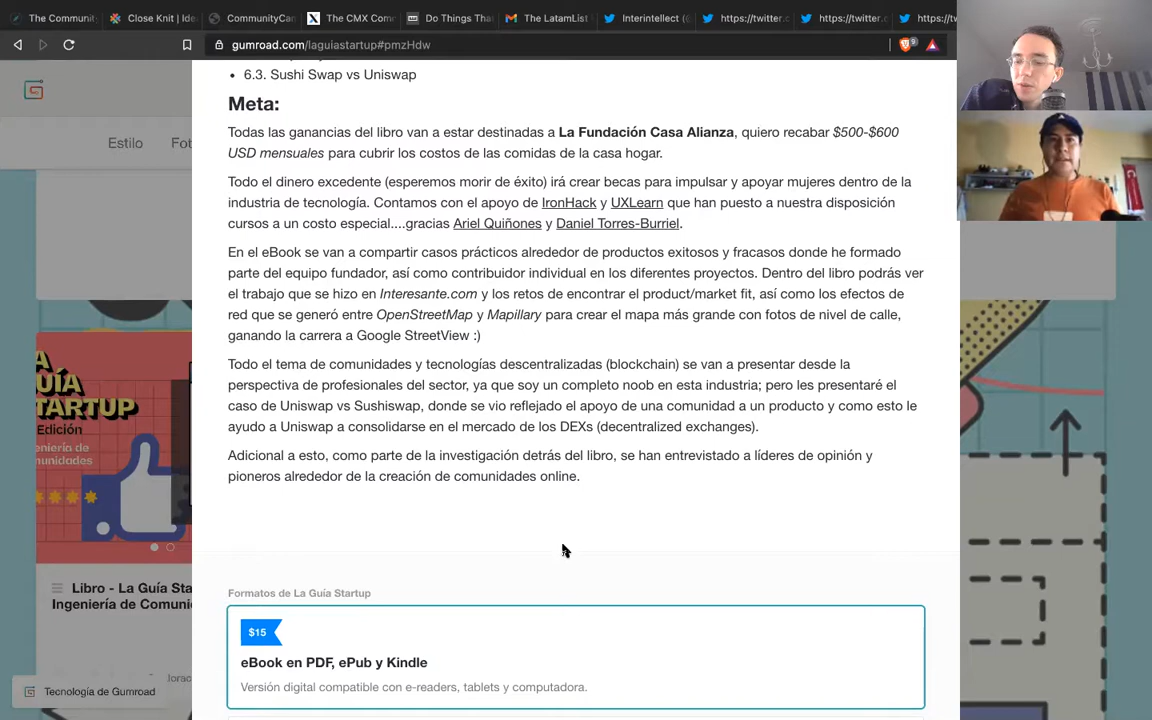 The Communit
Close Knit | Ide
CommunityCan
The CMX Com
Do Things Tha
The LatamList
Interintellect (
https://twitter.c
https://twitter.c
https://tw
gumroad.com/laguiastartup#pmzHdw
9
• 6.3. Sushi Swap vs Uniswap
Meta:
Todas las ganancias del libro van a estar destinadas a La Fundación Casa Alianza, quiero recabar $500-$600
USD mensuales para cubrir los costos de las comidas de la casa hogar.
Todo el dinero excedente (esperemos morir de éxito) irá crear becas para impulsar y apoyar mujeres dentro de la
industria de tecnología. Contamos con el apoyo de IronHack y UXLearn que han puesto a nuestra disposición
cursos a un costo especial....gracias Ariel Quiñones y Daniel Torres-Burriel.
En el eBook se van a compartir casos prácticos alrededor de productos exitosos y fracasos donde he formado
parte del equipo fundador, así como contribuidor individual en los diferentes proyectos. Dentro del libro podrás ver
el trabajo que se hizo en Interesante.com y los retos de encontrar el product/market fit, así como los efectos de
red que se generó entre OpenStreetMap y Mapillary para crear el mapa más grande con fotos de nivel de calle,
ganando la carrera a Google StreetView :)
Todo el tema de comunidades y tecnologías descentralizadas (blockchain) se van a presentar desde la
perspectiva de profesionales del sector, ya que soy un completo noob en esta industria; pero les presentaré el
caso de Uniswap vs Sushiswap, donde se vio reflejado el apoyo de una comunidad a un producto y como esto le
ayudo a Uniswap a consolidarse en el mercado de los DEXs (decentralized exchanges).
Adicional a esto, como parte de la investigación detrás del libro, se han entrevistado a líderes de opinión y
pioneros alrededor de la creación de comunidades online.
Formatos de La Guía Startup
$15
eBook en PDF, ePub y Kindle
Versión digital compatible con e-readers, tablets y computadora.
Estilo
Fot
A
UÍA
TARTUP
Edición
geniería de
munidades
Libro - La Guía Sta
Ingeniería de Comunic
Tecnología de Gumroad